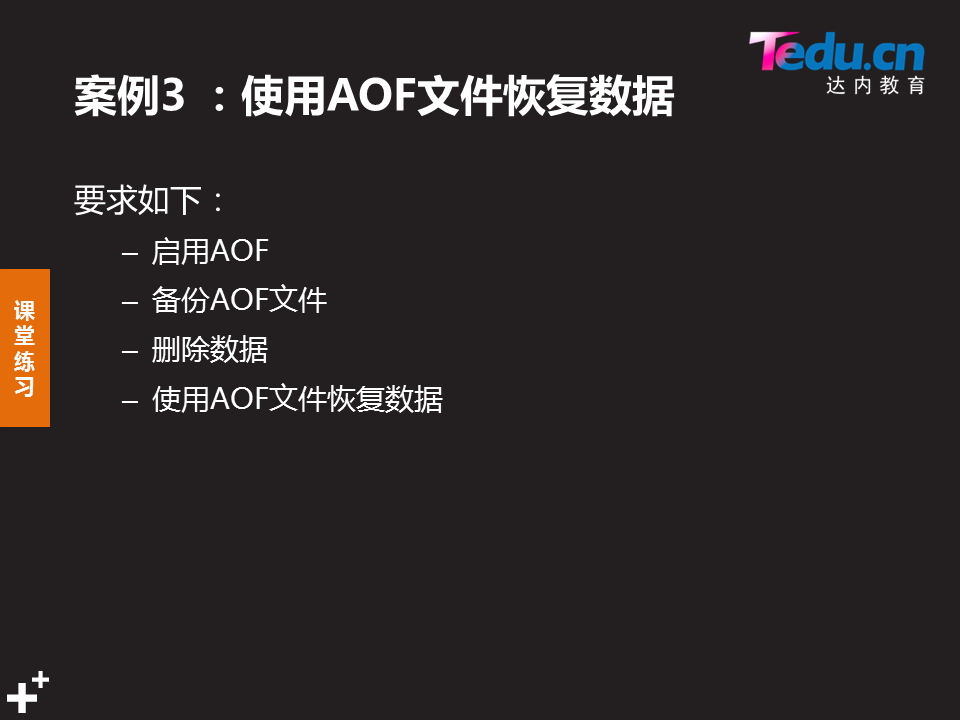 Tedu.cn
达内教育
案例3 ：使用AOF文件恢复数据
要求如下：
– 启用AOF
– 备份AOF文件
– 删除数据
– 使用AOF文件恢复数据
课
堂
练
习